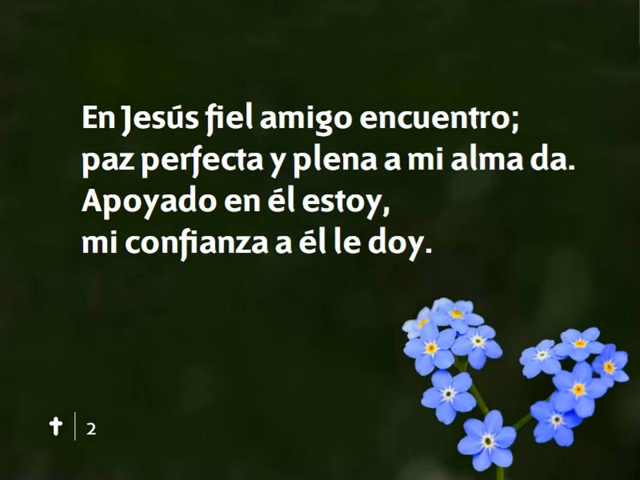 En Jesús fiel amigo encuentro;
paz perfecta y plena a mi alma da.
Apoyado en él estoy,
mi confianza a él le doy.
2